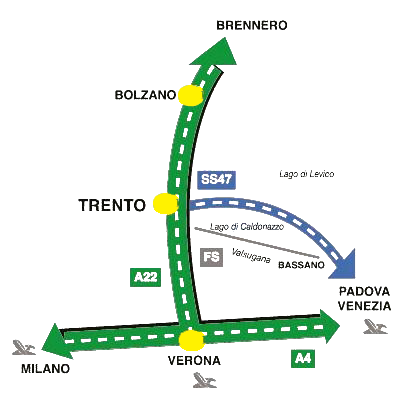 BRENNERO
BOLZANO
SS47
Lago di Levico
TRENTO
Lago di Caldonazzo
FS
Valsugana
BASSANO
A22
PADOVA
VENEZIA
MILANO
VERONA
A4